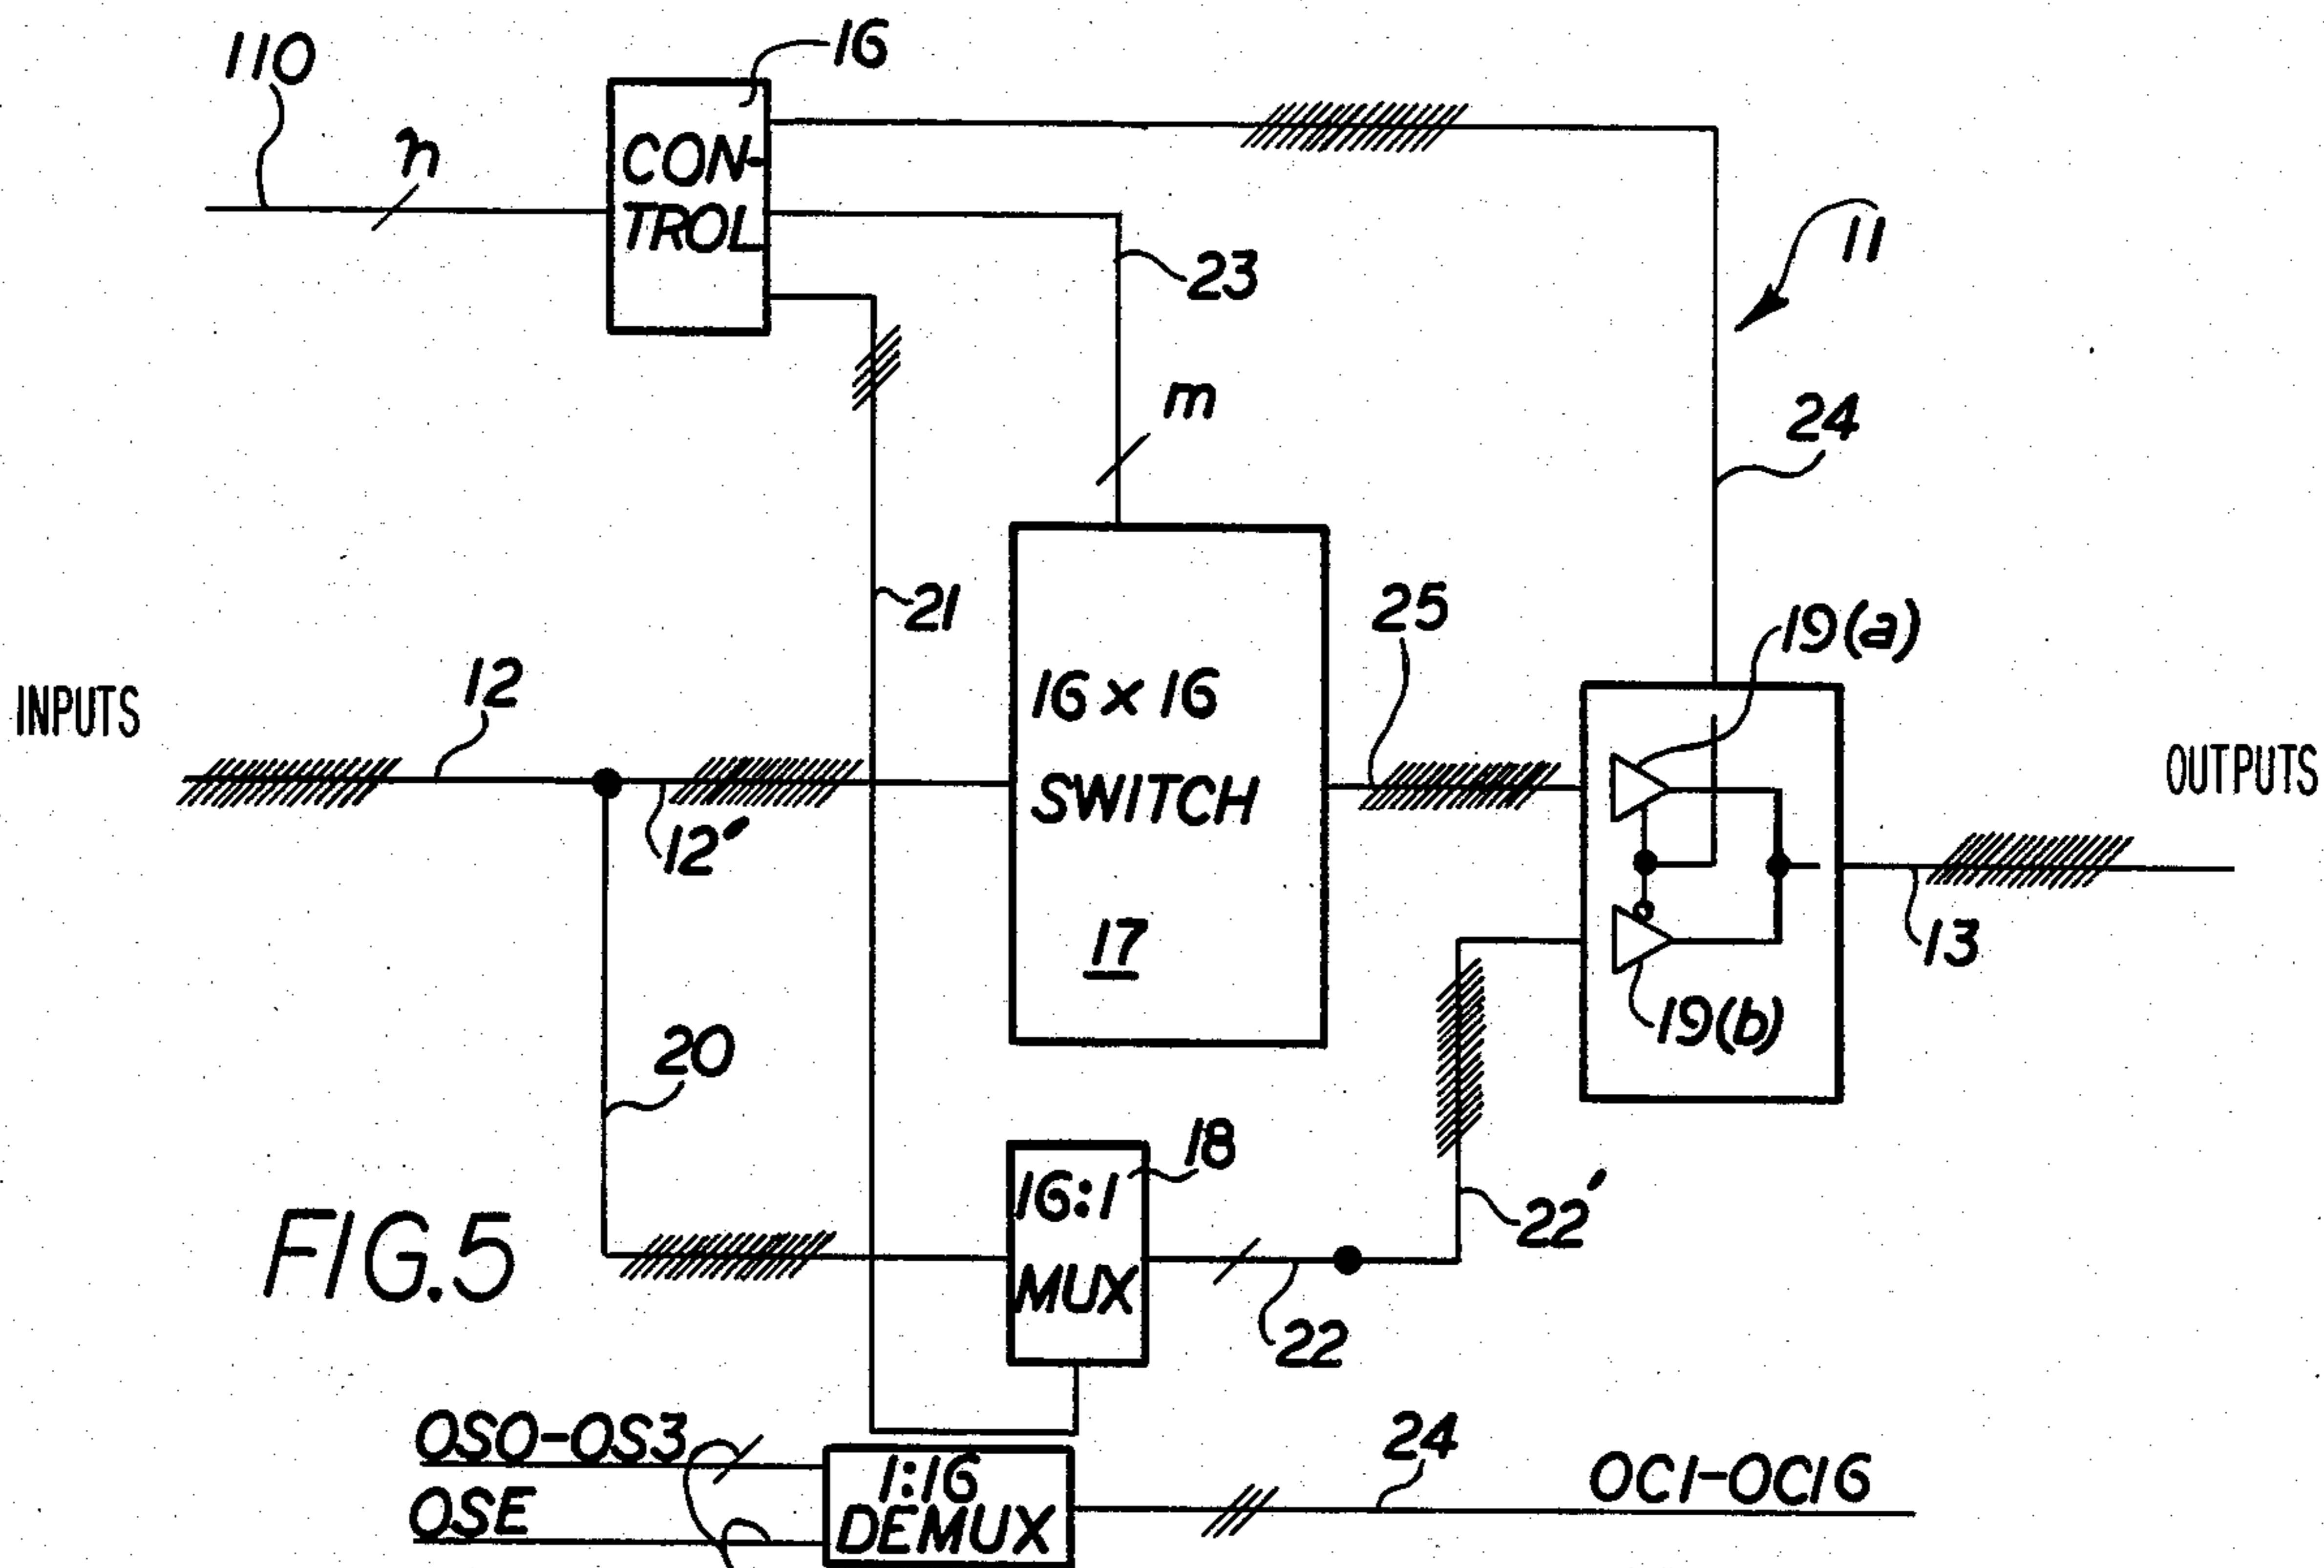 110
16
n
CON-
TROL
23
11
m
24
21
25
19(a)
INPUTS
12
16 x 16
SWITCH
OUTPUTS
12'
17
13
19(b)
20
18
16:1
MUX
22'
FIG.5
22
OS0-OS3
1:16
DEMUX
24
OC1-OC16
OSE